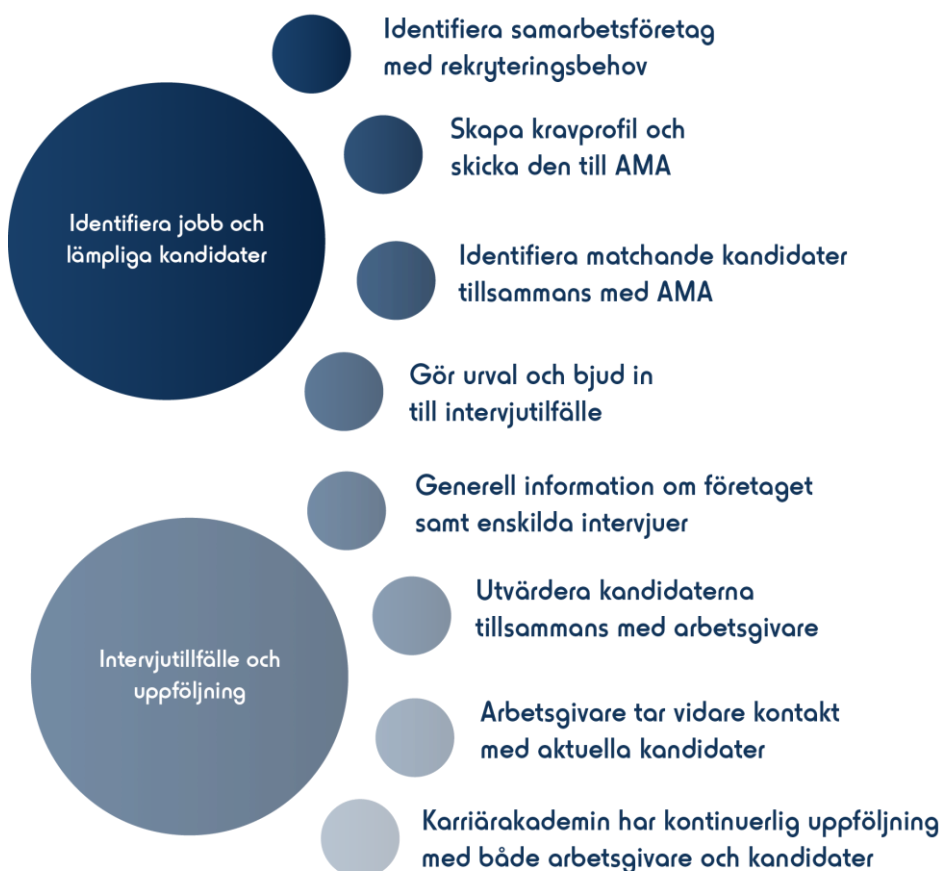 Identifiera samarbetsföretag
med rekryteringsbehov
Skapa kravprofil och
skicka den till AMA
Identifiera jobb och
lämpliga kandidater
Identifiera matchande kandidater
tillsammans med AMA
Gör urval och bjud in
till intervjutilfälle
Generell information om företaget
samt enskilda intervjuer
Utvärdera kandidaterna
tillsammans med arbetsgivare
Intervjutillfälle och
uppföljning
Arbetsgivare tar vidare kontakt
med aktuella kandidater
Karriärakademin har kontinuerlig uppföljning
med både arbetsgivare och kandidater